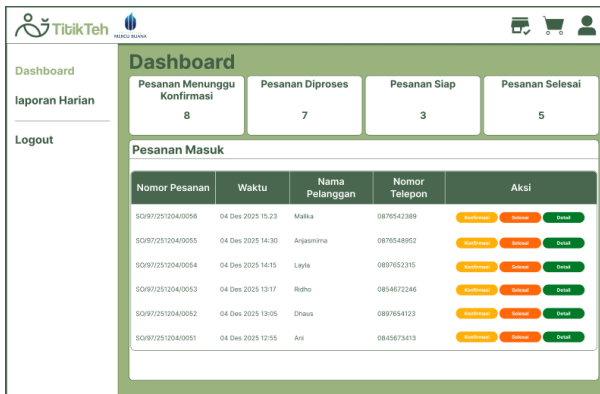 TitikTeh
MERCU BUANA
Dashboard
laporan Harian
Logout
Dashboard
Pesanan Menunggu
Konfirmasi
8
Pesanan Diproses
7
Pesanan Siap
3
Pesanan Selesai
5
Pesanan Masuk
Nomor Pesanan Waktu Nama Pelanggan Nomor Telepon Aksi
SO/97/251204/0056 04 Des 2025 15.23 Malika 0876542389 Konfirmasi Selesai Detail
SO/97/251204/0055 04 Des 2025 14:30 Anjasmirna 0876548952 Konfirmasi Selesai Detail
SO/97/251204/0054 04 Des 2025 14:15 Layla 0897652315 Konfirmasi Selesai Detail
SO/97/251204/0053 04 Des 2025 13:17 Ridho 0854672246 Konfirmasi Selesai Detail
SO/97/251204/0052 04 Des 2025 13:05 Dhaus 0897654123 Konfirmasi Selesai Detail
SO/97/251204/0051 04 Des 2025 12:55 Ani 0845673413 Konfirmasi Selesai Detail